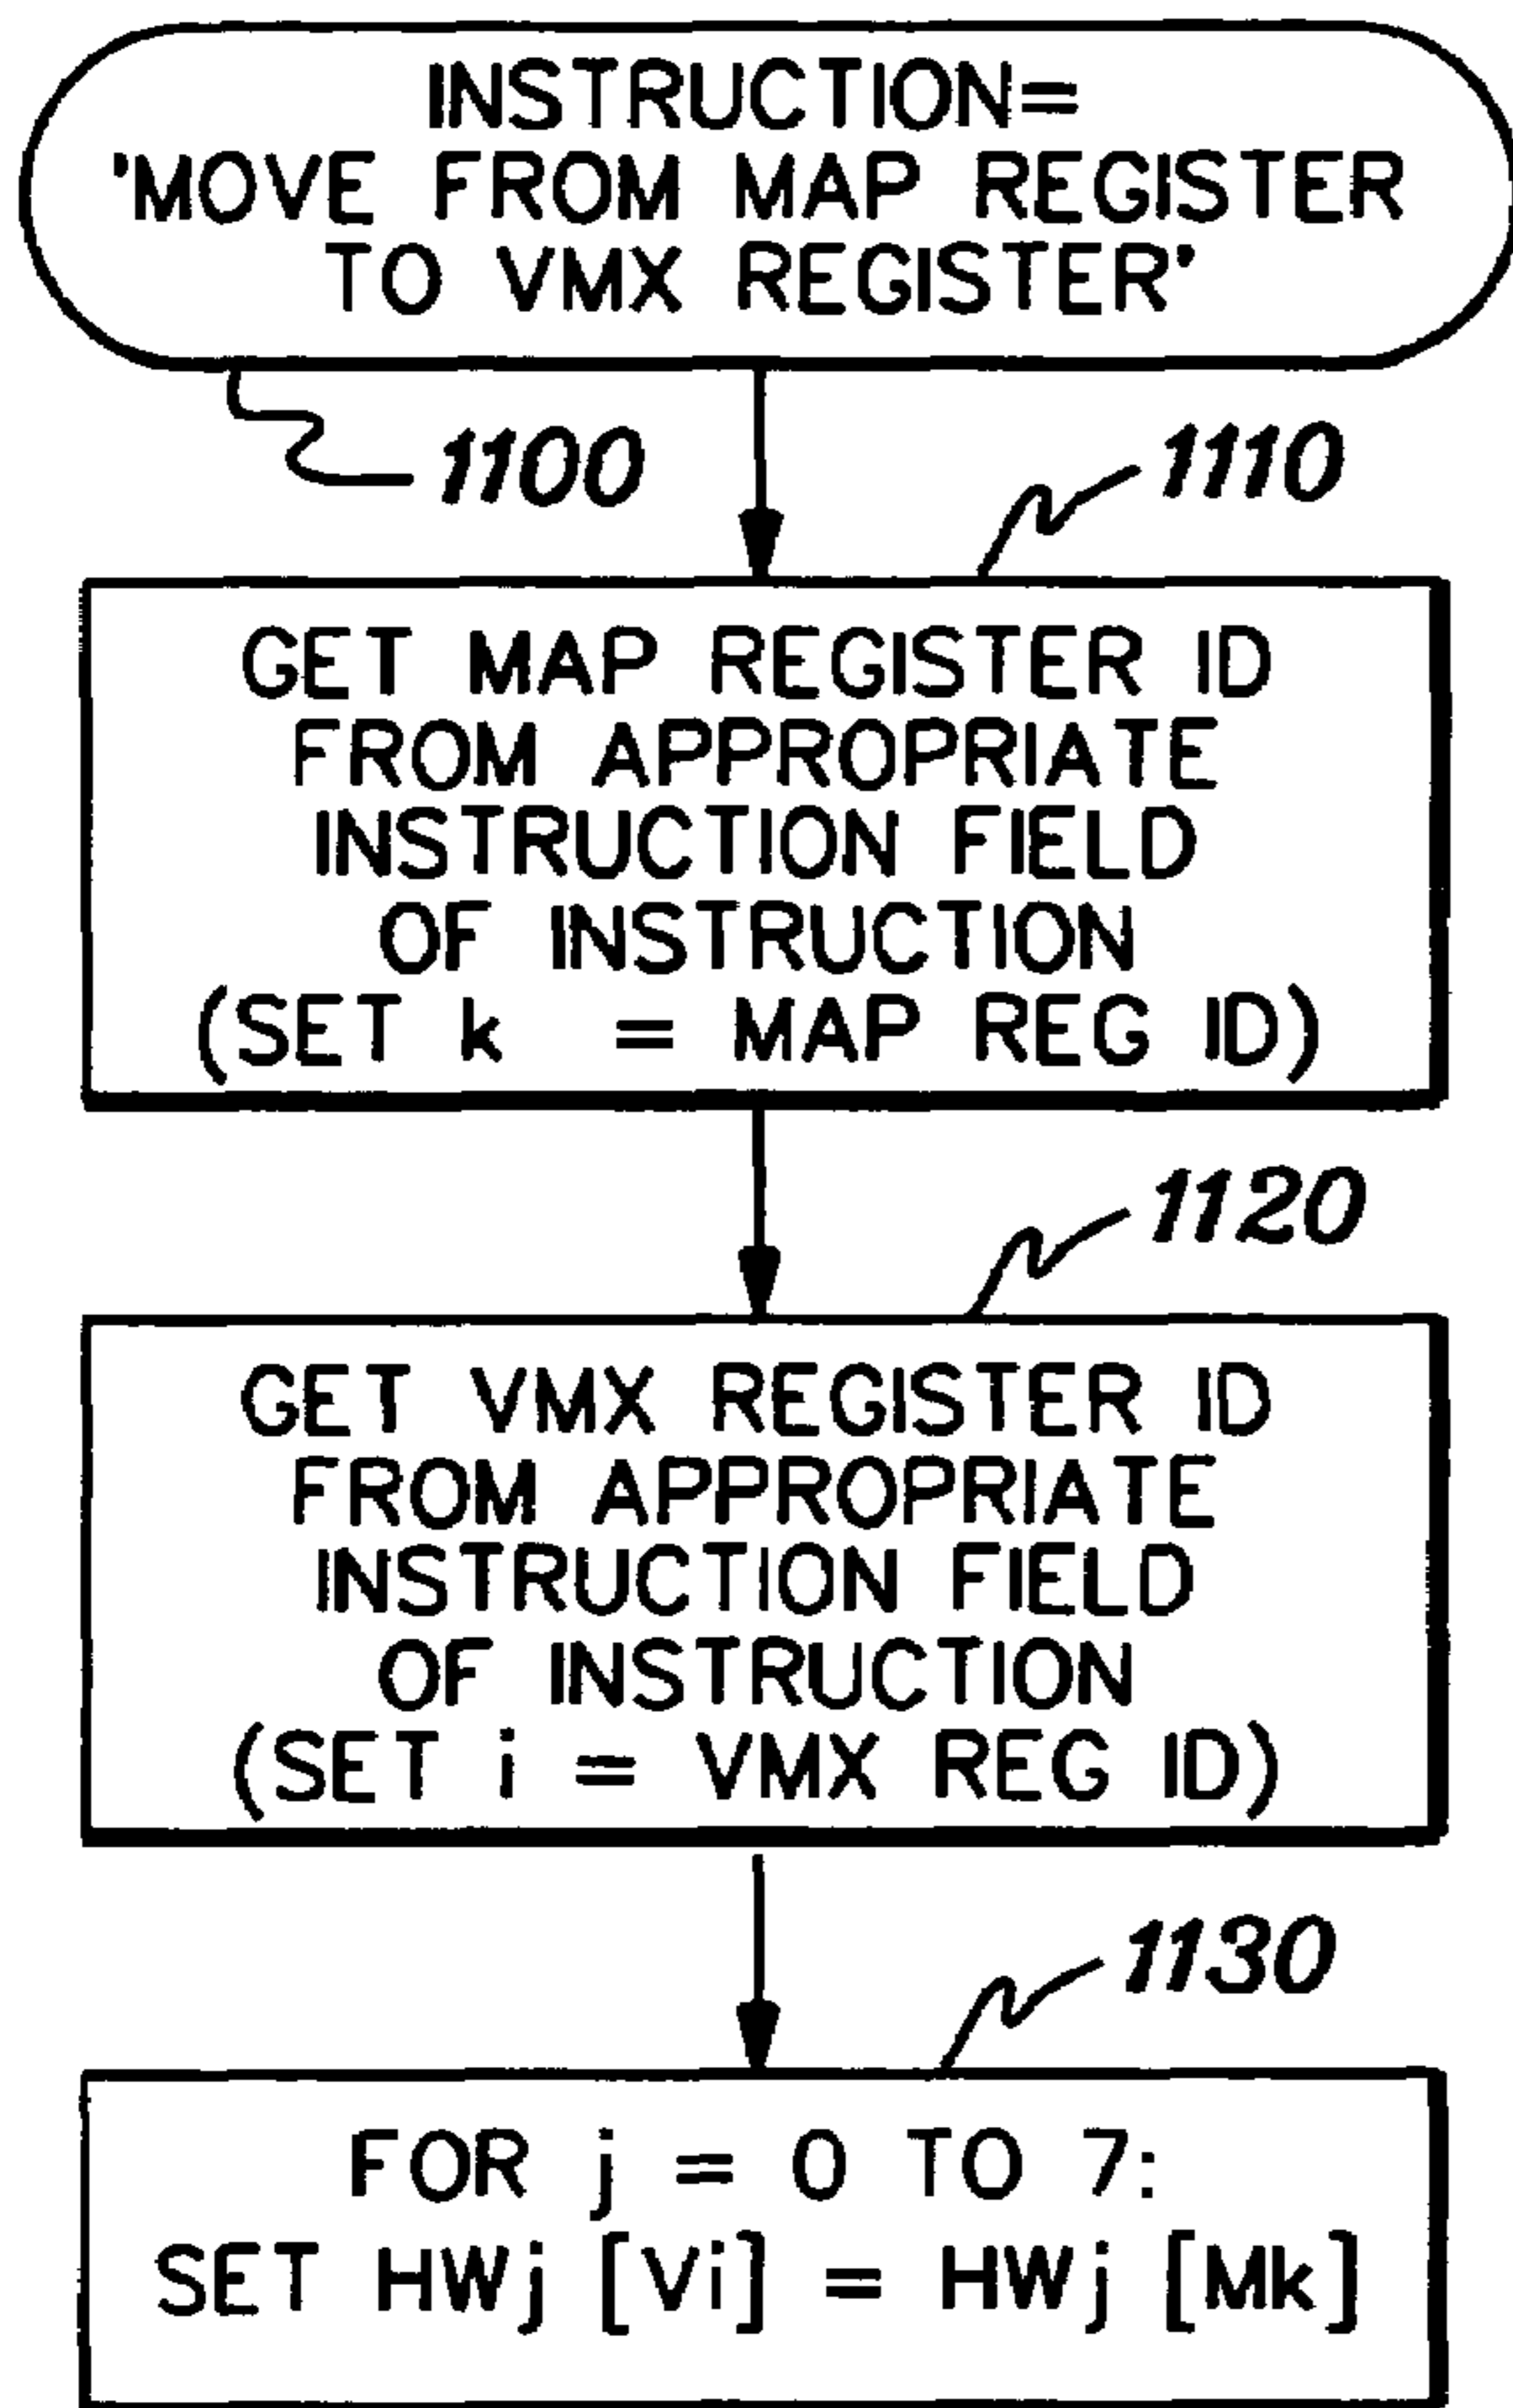 INSTRUCTION=
'MOVE FROM MAP REGISTER
TO VMX REGISTER'
1100
1110
GET MAP REGISTER ID
FROM APPROPRIATE
INSTRUCTION FIELD
OF INSTRUCTION
(SET k = MAP REG ID)
1120
GET VMX REGISTER ID
FROM APPROPRIATE
INSTRUCTION FIELD
OF INSTRUCTION
(SET i = VMX REG ID)
1130
FOR j = 0 TO 7:
SET HWj [Vi] = HWj [Mk]